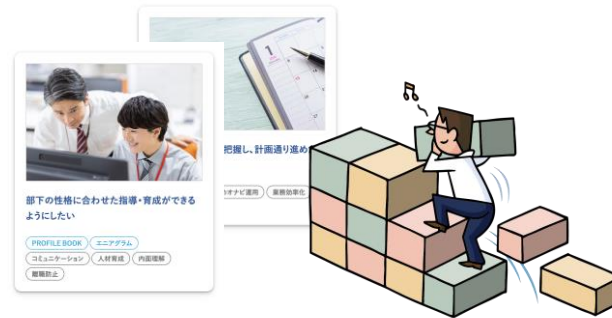 部下の性格に合わせた指導・育成ができる
ようにしたい
PROFILE BOOK
エニアグラム
コミュニケーション
人材育成
内面理解
離職防止
把握し、計画通り進め
オナビ運用
業務効率化
1